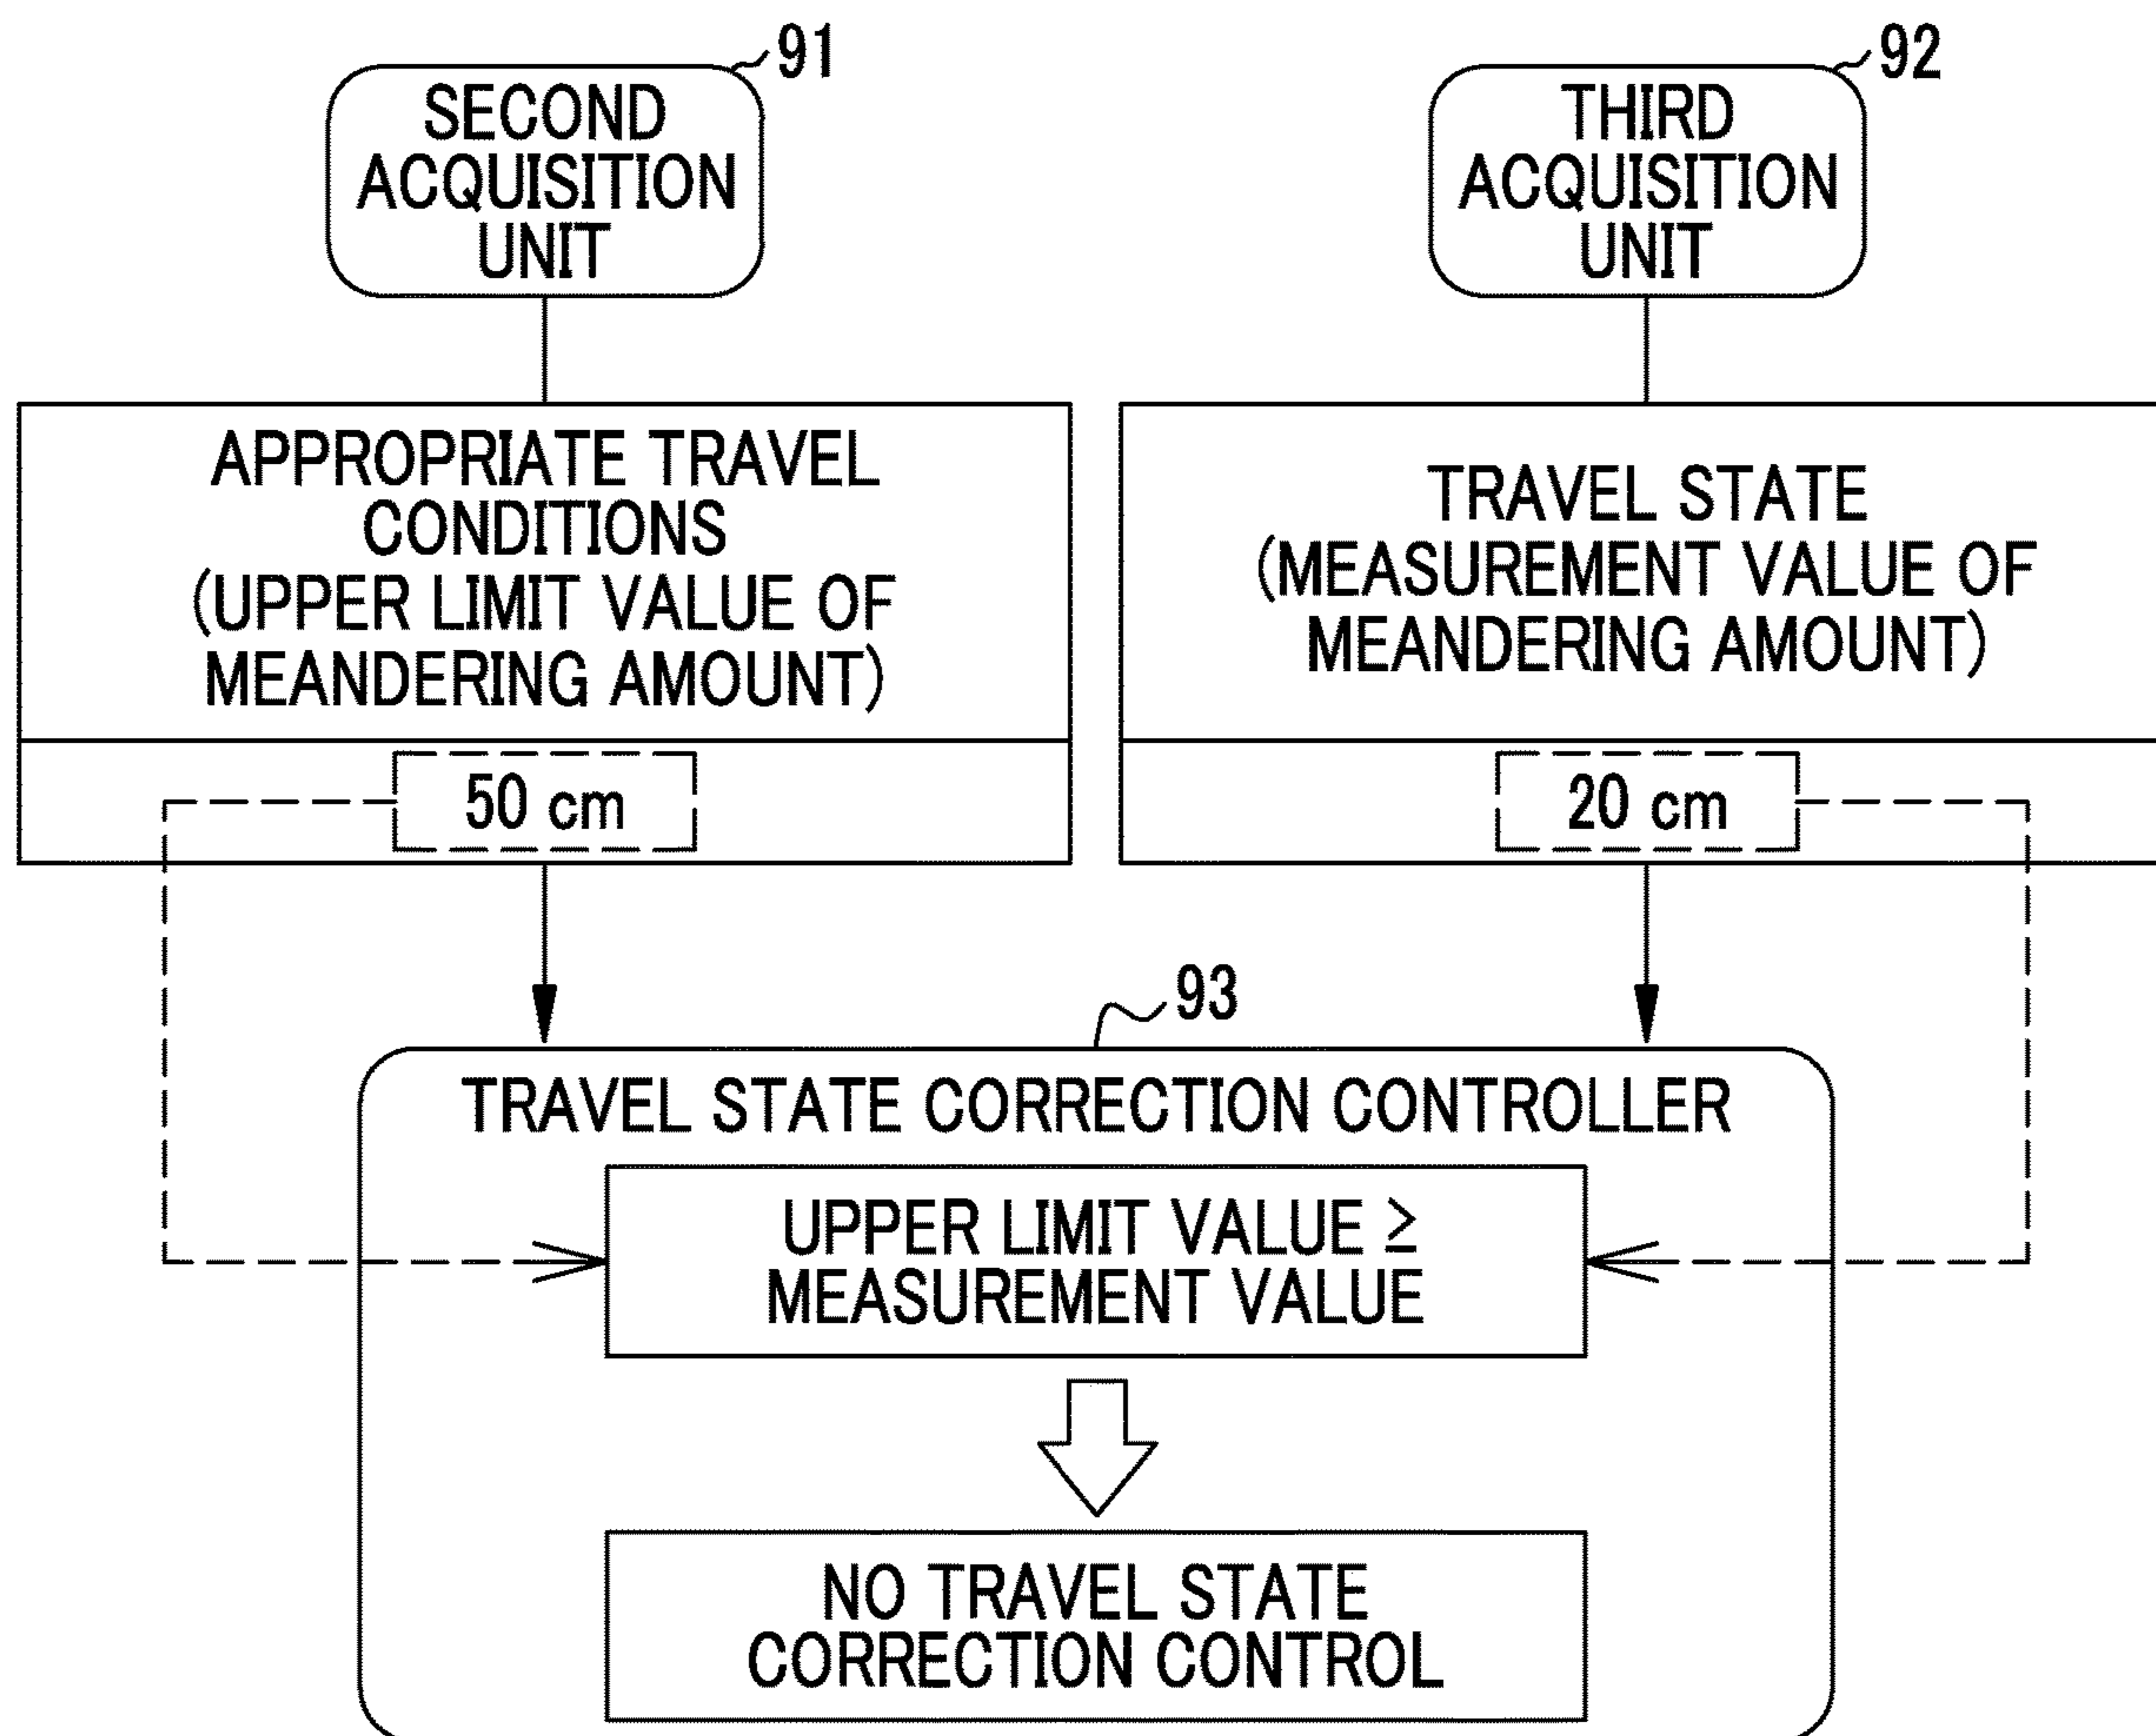 91
SECOND
ACQUISITION
UNIT
92
THIRD
ACQUISITION
UNIT
APPROPRIATE TRAVEL
CONDITIONS
(UPPER LIMIT VALUE OF
MEANDERING AMOUNT)
50 cm
TRAVEL STATE
(MEASUREMENT VALUE OF
MEANDERING AMOUNT)
20 cm
93
TRAVEL STATE CORRECTION CONTROLLER
UPPER LIMIT VALUE ≥
MEASUREMENT VALUE
NO TRAVEL STATE
CORRECTION CONTROL